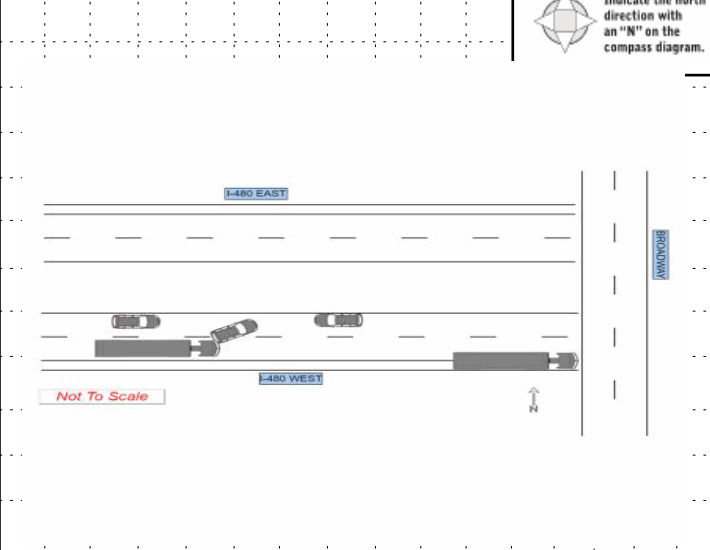 Indicate the north
direction with
an "N" on the
compass diagram.
I-480 EAST
BROADWAY
I-480 WEST
Not To Scale
N